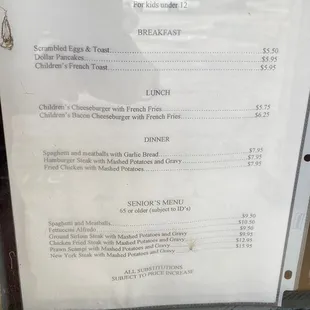 For kids under 12
BREAKFAST
Scrambled Eggs & Toast $5.50
Dollar Pancakes $5.95
Children's French Toast $5.95
LUNCH
Children's Cheeseburger with French Fries $5.75
Children's Bacon Cheeseburger with French Fries $6.25
DINNER
Spaghetti and meatballs with Garlic Bread $7.95
Hamburger Steak with Mashed Potatoes and Gravy $7.95
Fried Chicken with Mashed Potatoes $7.95
SENIOR'S MENU
65 or older (subject to ID's)
Spaghetti and Meatballs $9.50
Fettuccine Alfredo $10.50
Ground Sirloin Steak with Mashed Potatoes and Gravy $9.50
Chicken Fried Steak with Mashed Potatoes and Gravy $9.95
Prawn Scampi with Mashed Potatoes and Gravy $12.95
New York Steak with Mashed Potatoes and Gravy $13.95
ALL SUBSTITUTIONS
SUBJECT TO PRICE INCREASE